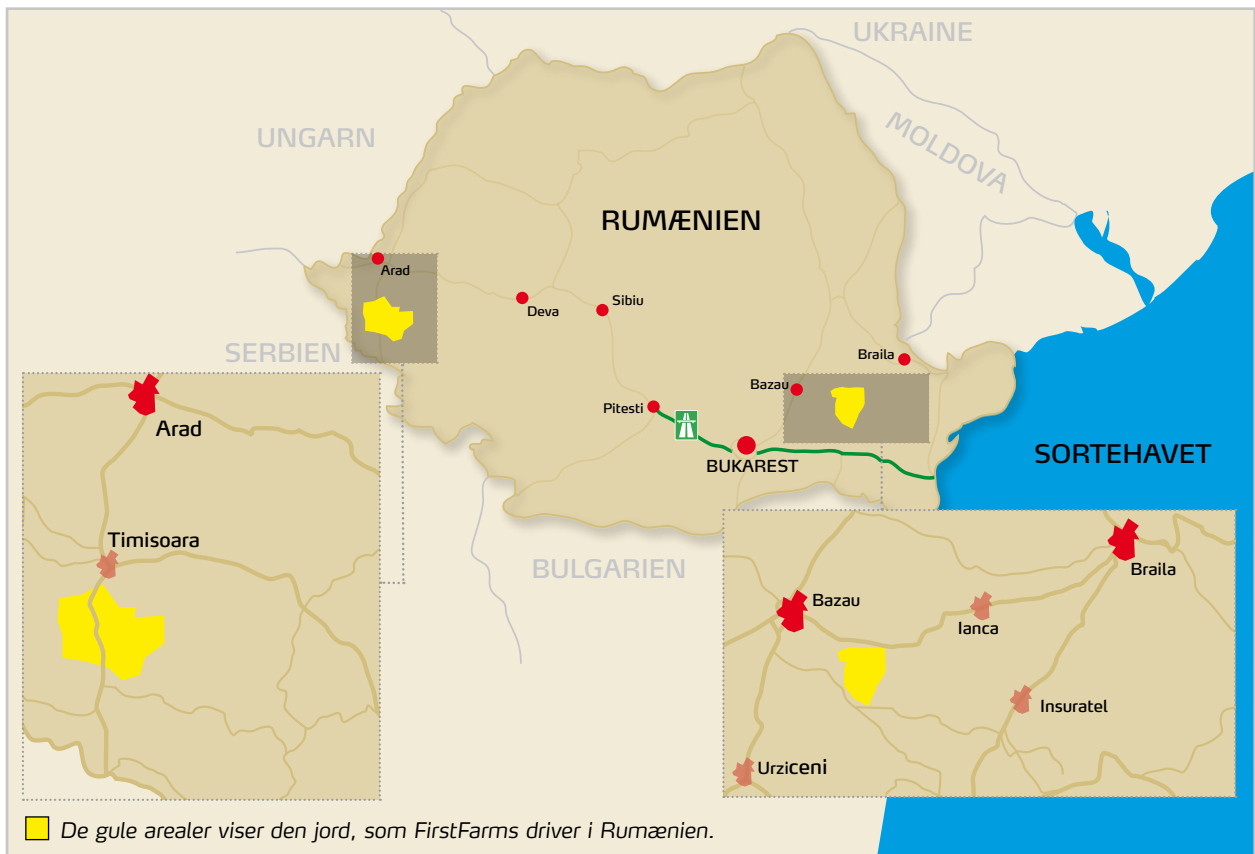 UKRAINE
UNGARN
MOLDOVA
RUMÆNIEN
Arad
Deva
Sibiu
SERBIEN
Braila
Bazau
Pitesti
BUKAREST
SORTEHAVET
BULGARIEN
Arad
Timisoara
Braila
Bazau
Ianca
Insuratel
Urziceni
De gule arealer viser den jord, som FirstFarms driver i Rumænien.